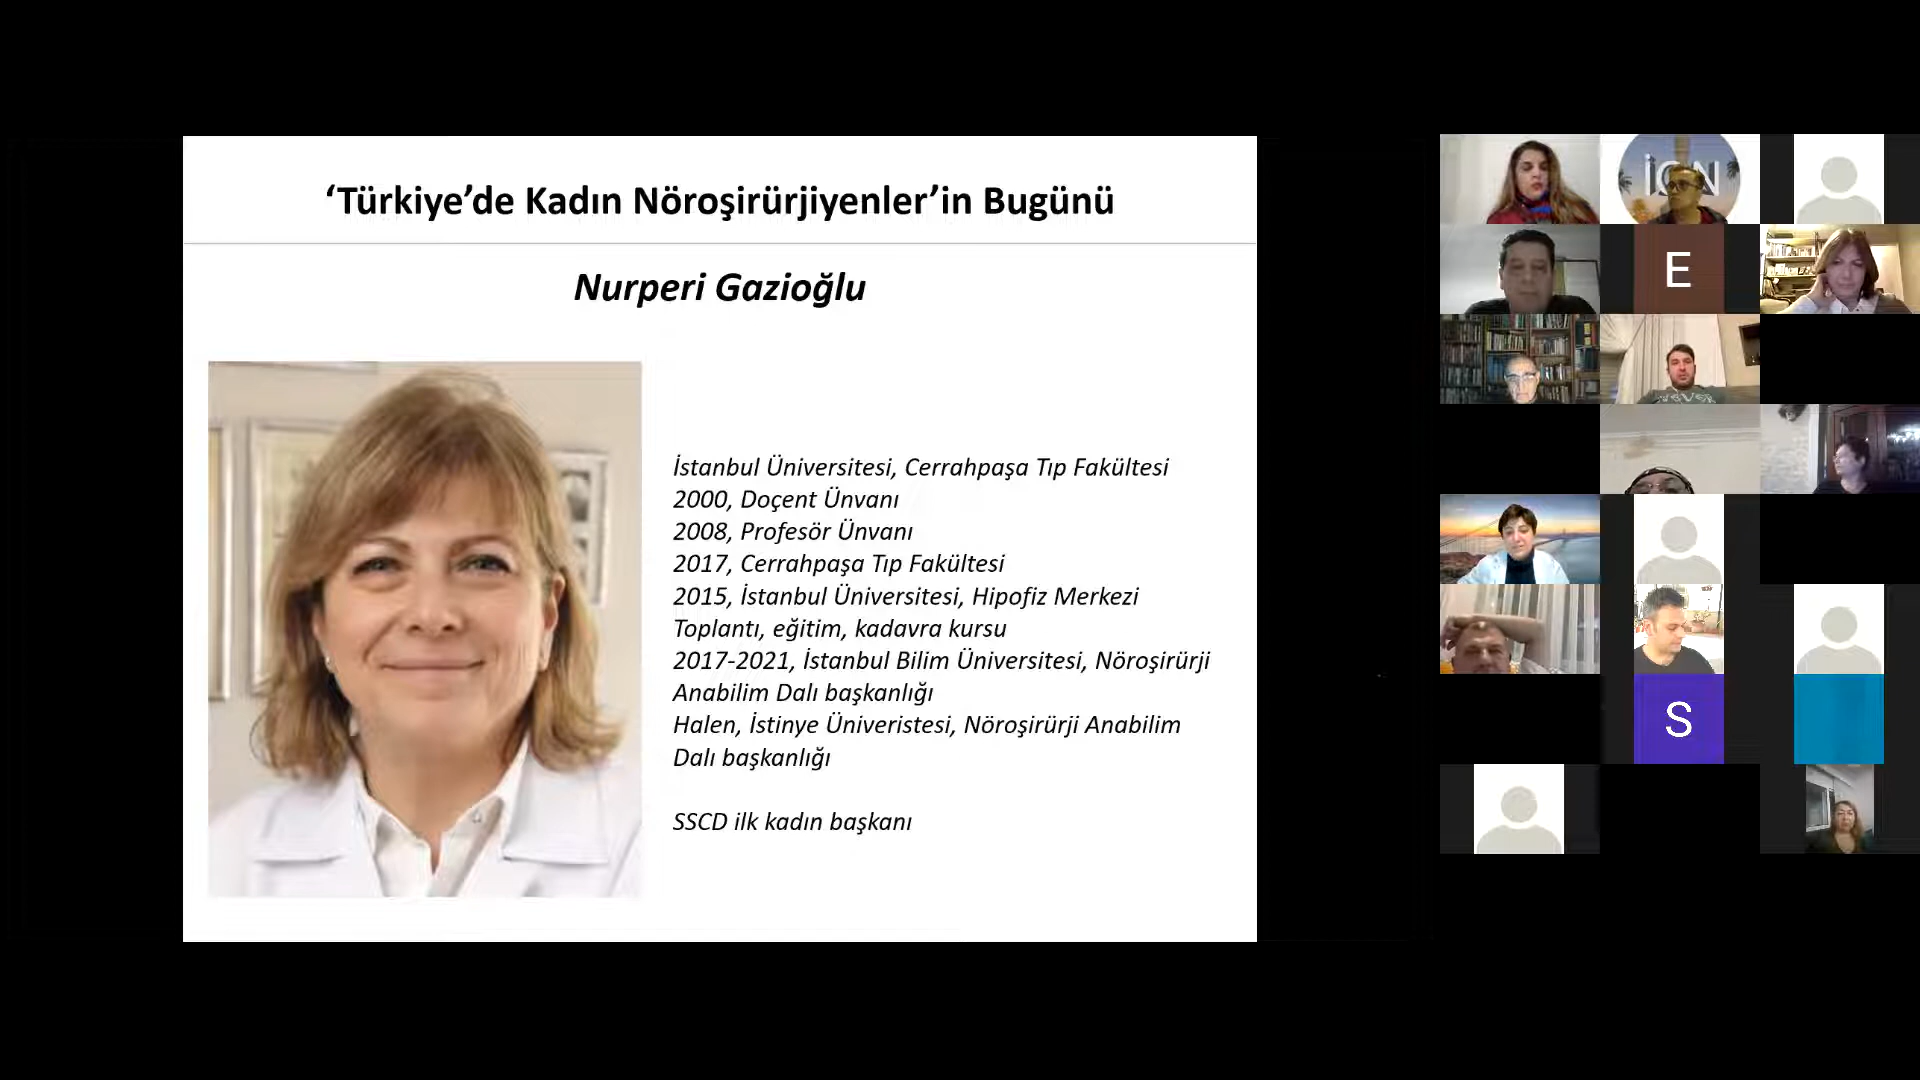 ‘Türkiye’de Kadın Nöroşirürjiyenler’in Bugünü
Nurperi Gazioğlu
İstanbul Üniversitesi, Cerrahpaşa Tıp Fakültesi
2000, Doçent Ünvanı
2008, Profesör Ünvanı
2017, Cerrahpaşa Tıp Fakültesi
2015, İstanbul Üniversitesi, Hipofiz Merkezi
Toplantı, eğitim, kadavra kursu
2017-2021, İstanbul Bilim Üniversitesi, Nöroşirürji
Anabilim Dalı başkanlığı
Halen, İstinye Üniveristesi, Nöroşirürji Anabilim
Dalı başkanlığı
SSCD ilk kadın başkanı
E
S